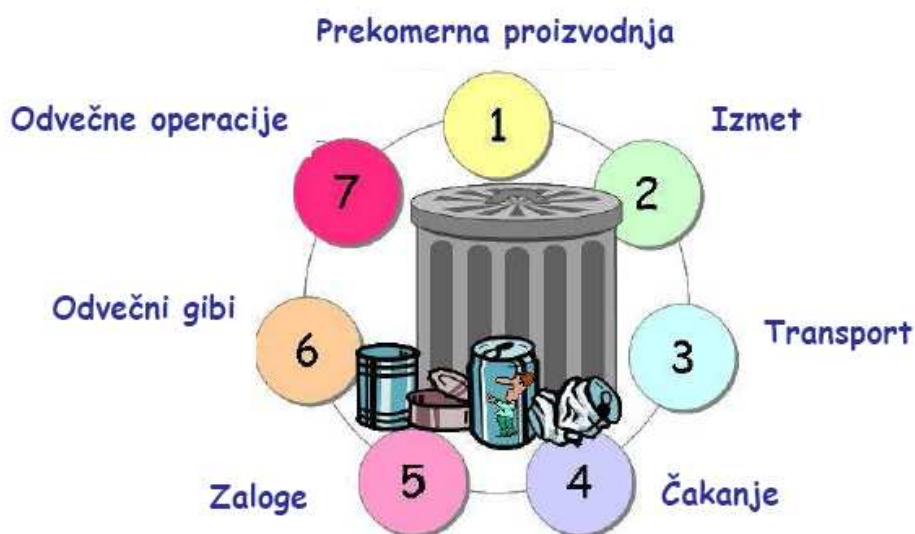 Prekomerna proizvodnja
1
Izmet
2
Transport
3
Čakanje
4
Zaloge
5
Odvečni gibi
6
Odvečne operacije
7